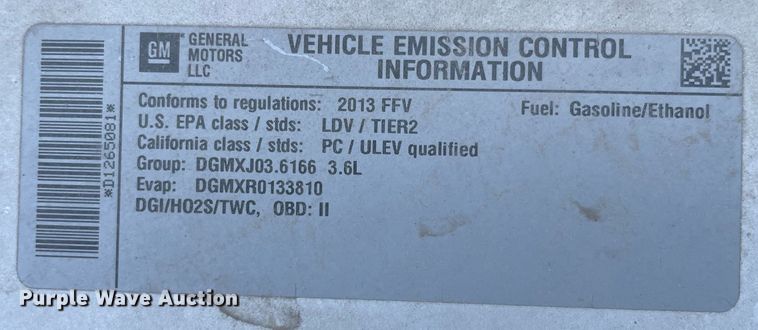 GM
GENERAL MOTORS LLC
VEHICLE EMISSION CONTROL INFORMATION
Conforms to regulations: 2013 FFV
Fuel: Gasoline/Ethanol
U.S. EPA class / stds: LDV / TIER2
California class / stds: PC / ULEV qualified
Group: DGMXJ03.6166 3.6L
Evap: DGMXR0133810
DGI/HO2S/TWC, OBD: II
*D1265081*
Purple Wave Auction